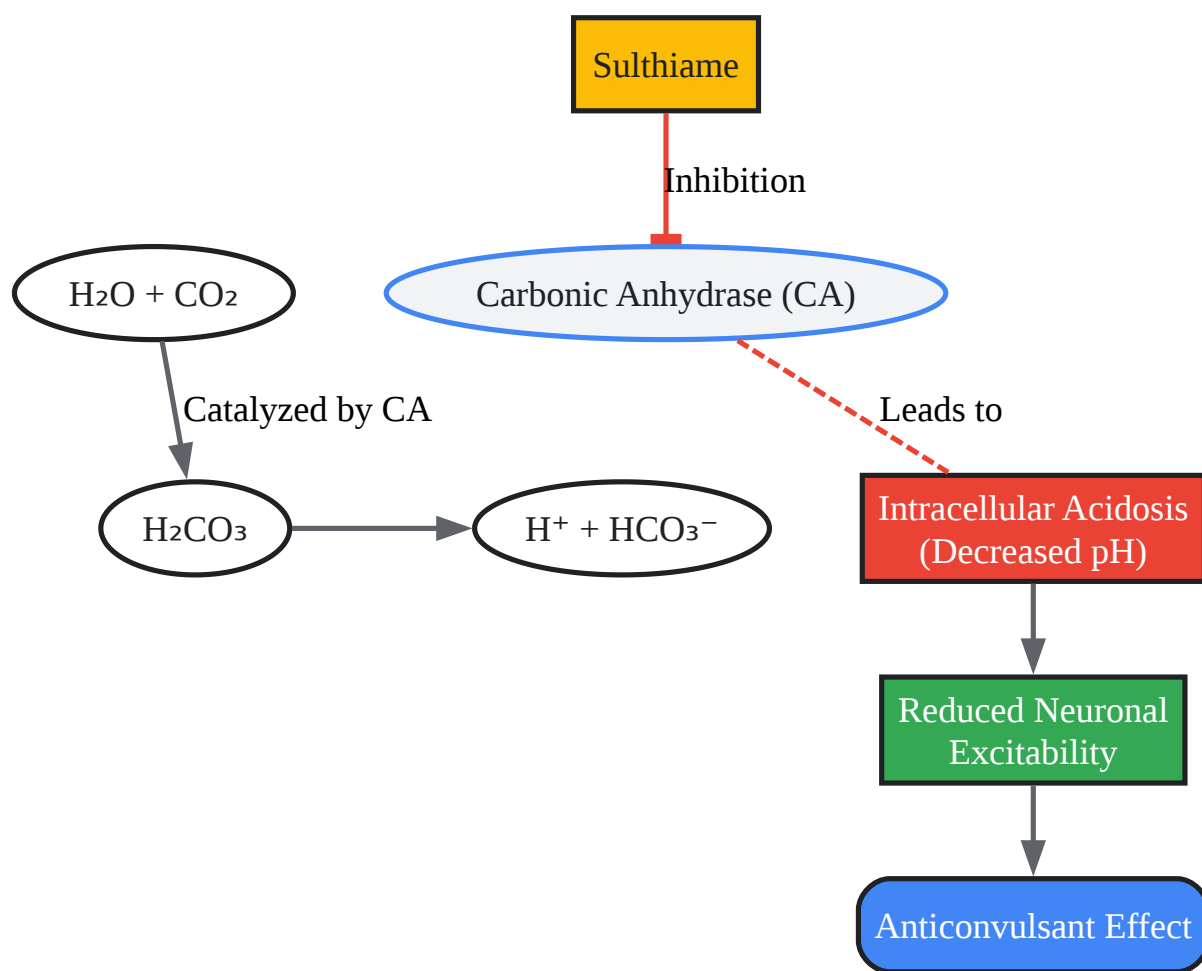 Sulthiame
Inhibition
H₂O + CO₂
Carbonic Anhydrase (CA)
Catalyzed by CA
Leads to
H₂CO₃
H⁺ + HCO₃⁻
Intracellular Acidosis
(Decreased pH)
Reduced Neuronal
Excitability
Anticonvulsant Effect